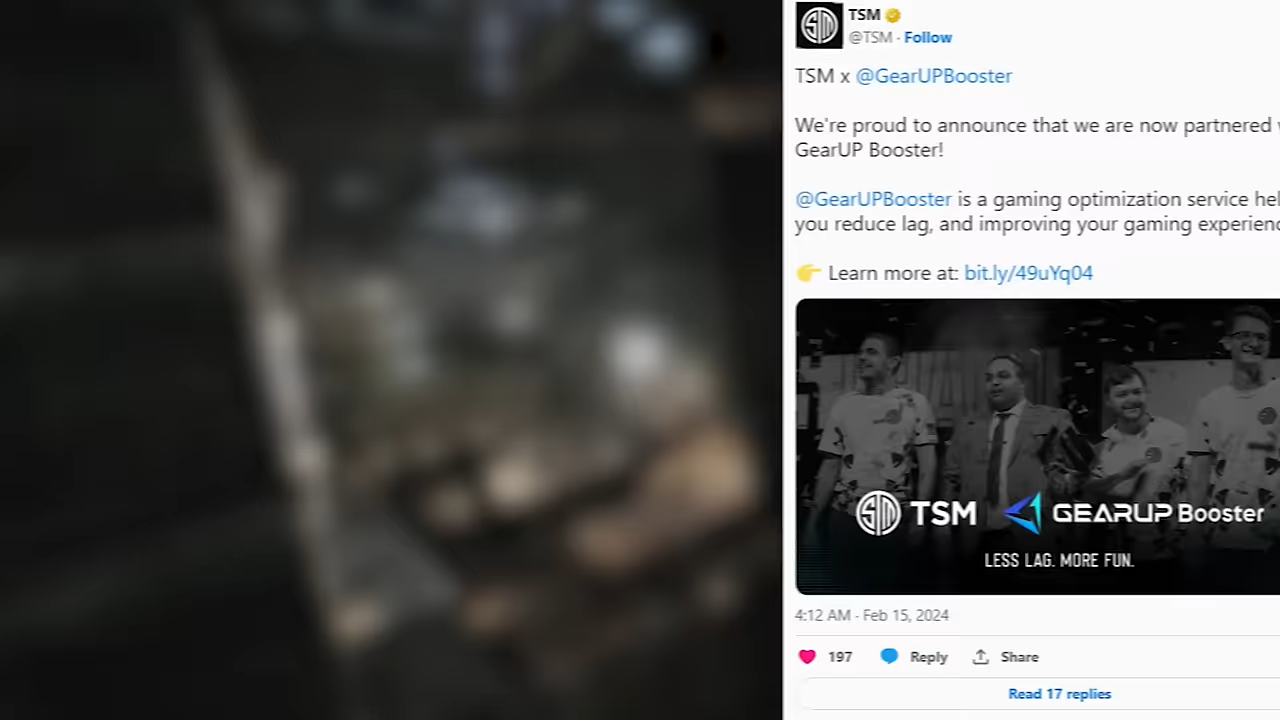 TSM
@TSM · Follow
TSM x @GearUPBooster
We're proud to announce that we are now partnered
GearUP Booster!
@GearUPBooster is a gaming optimization service
you reduce lag, and improving your gaming
👉 Learn more at: bit.ly/49uYq04
TSM GEARUP Booster
LESS LAG. MORE FUN.
4:12 AM · Feb 15, 2024
197 Reply Share
Read 17 replies